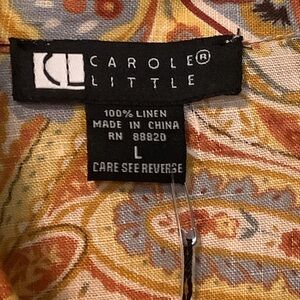 CL CAROLE®
LITTLE
100% LINEN
MADE IN CHINA
RN 88820
L
CARE SEE REVERSE